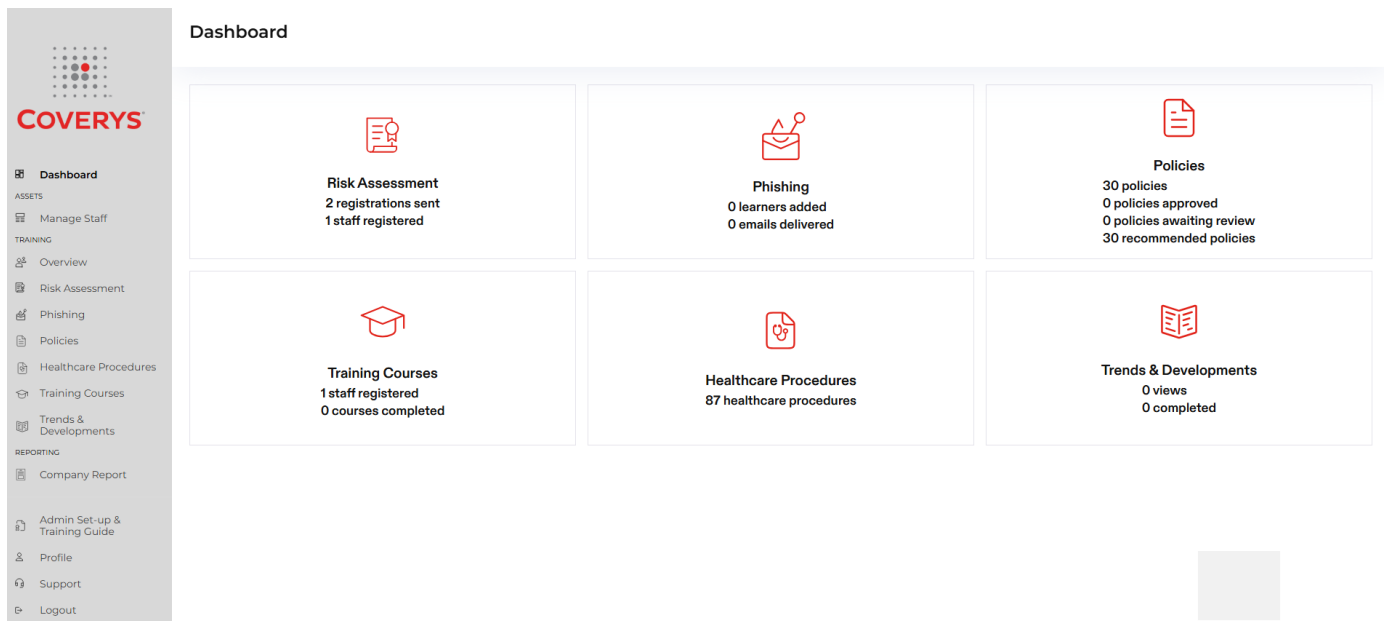 COVERYS
Dashboard
ASSETS
Manage Staff
TRAINING
Overview
Risk Assessment
Phishing
Policies
Healthcare Procedures
Training Courses
Trends &
Developments
REPORTING
Company Report
Admin Set-up &
Training Guide
Profile
Support
Logout
Dashboard
Risk Assessment
2 registrations sent
1 staff registered
Phishing
0 learners added
0 emails delivered
Policies
30 policies
0 policies approved
0 policies awaiting review
30 recommended policies
Training Courses
1 staff registered
0 courses completed
Healthcare Procedures
87 healthcare procedures
Trends & Developments
0 views
0 completed